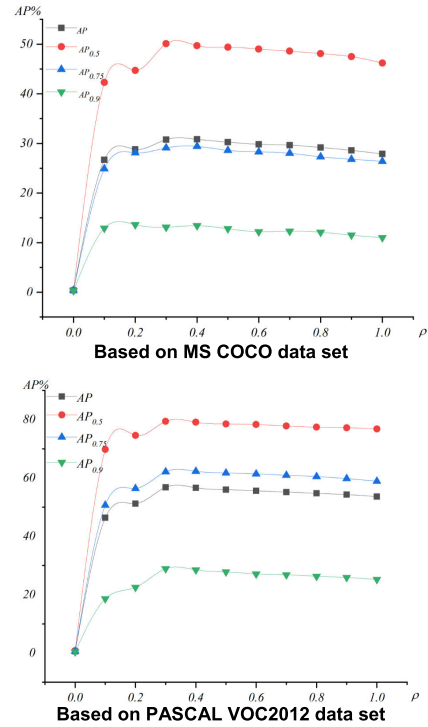 AP%
AP
AP0.5
AP0.75
AP0.9
50
40
30
20
10
0
0.0 0.2 0.4 0.6 0.8 1.0 ρ
Based on MS COCO data set
AP%
AP
AP0.5
AP0.75
AP0.9
80
60
40
20
0
0.0 0.2 0.4 0.6 0.8 1.0 ρ
Based on PASCAL VOC2012 data set